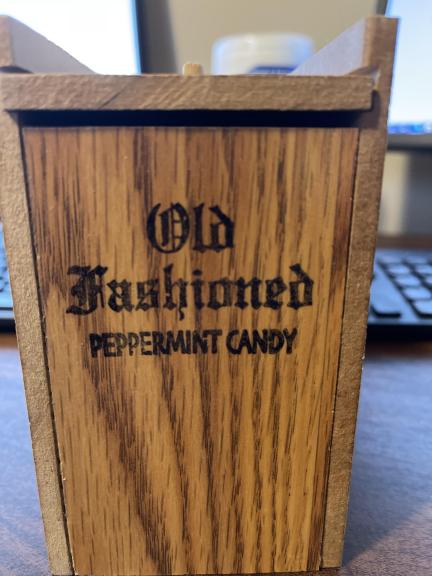 Old
Fashioned
PEPPERMINT CANDY